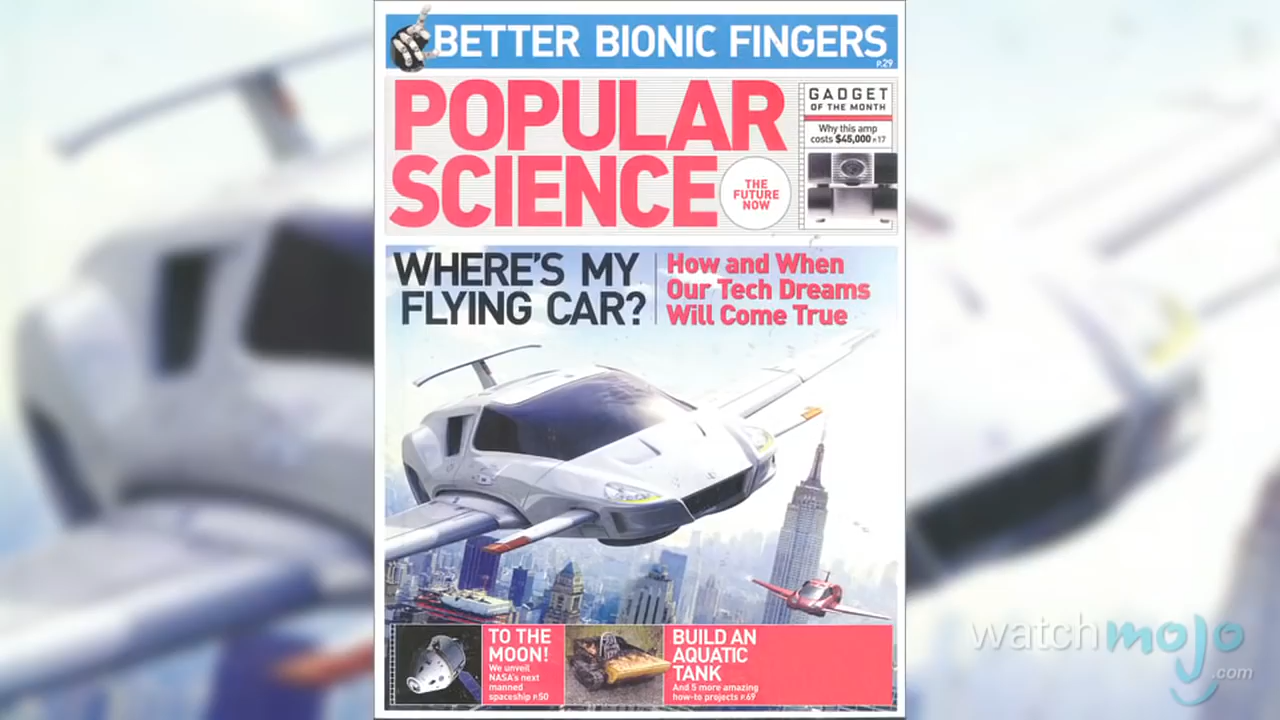 BETTER BIONIC FINGERS
P.29
POPULAR
SCIENCE
THE
FUTURE
NOW
GADGET
OF THE MONTH
Why this amp
costs $45,000 P.17
WHERE'S MY
FLYING CAR?
How and When
Our Tech Dreams
Will Come True
TO THE
MOON!
We unveil
NASA's next
manned
spaceship P.50
BUILD AN
AQUATIC
TANK
And 5 more amazing
how-to projects P.69
watchmojo
.com